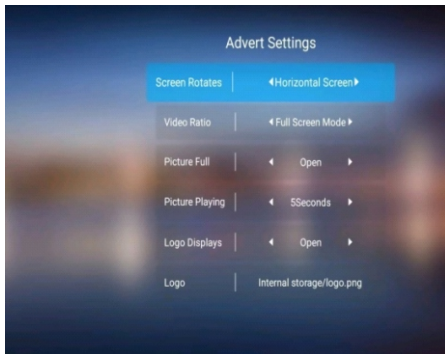 Advert Settings
Screen Rotates Horizontal Screen
Video Ratio Full Screen Mode
Picture Full Open
Picture Playing 5Seconds
Logo Displays Open
Logo Internal storage/logo.png